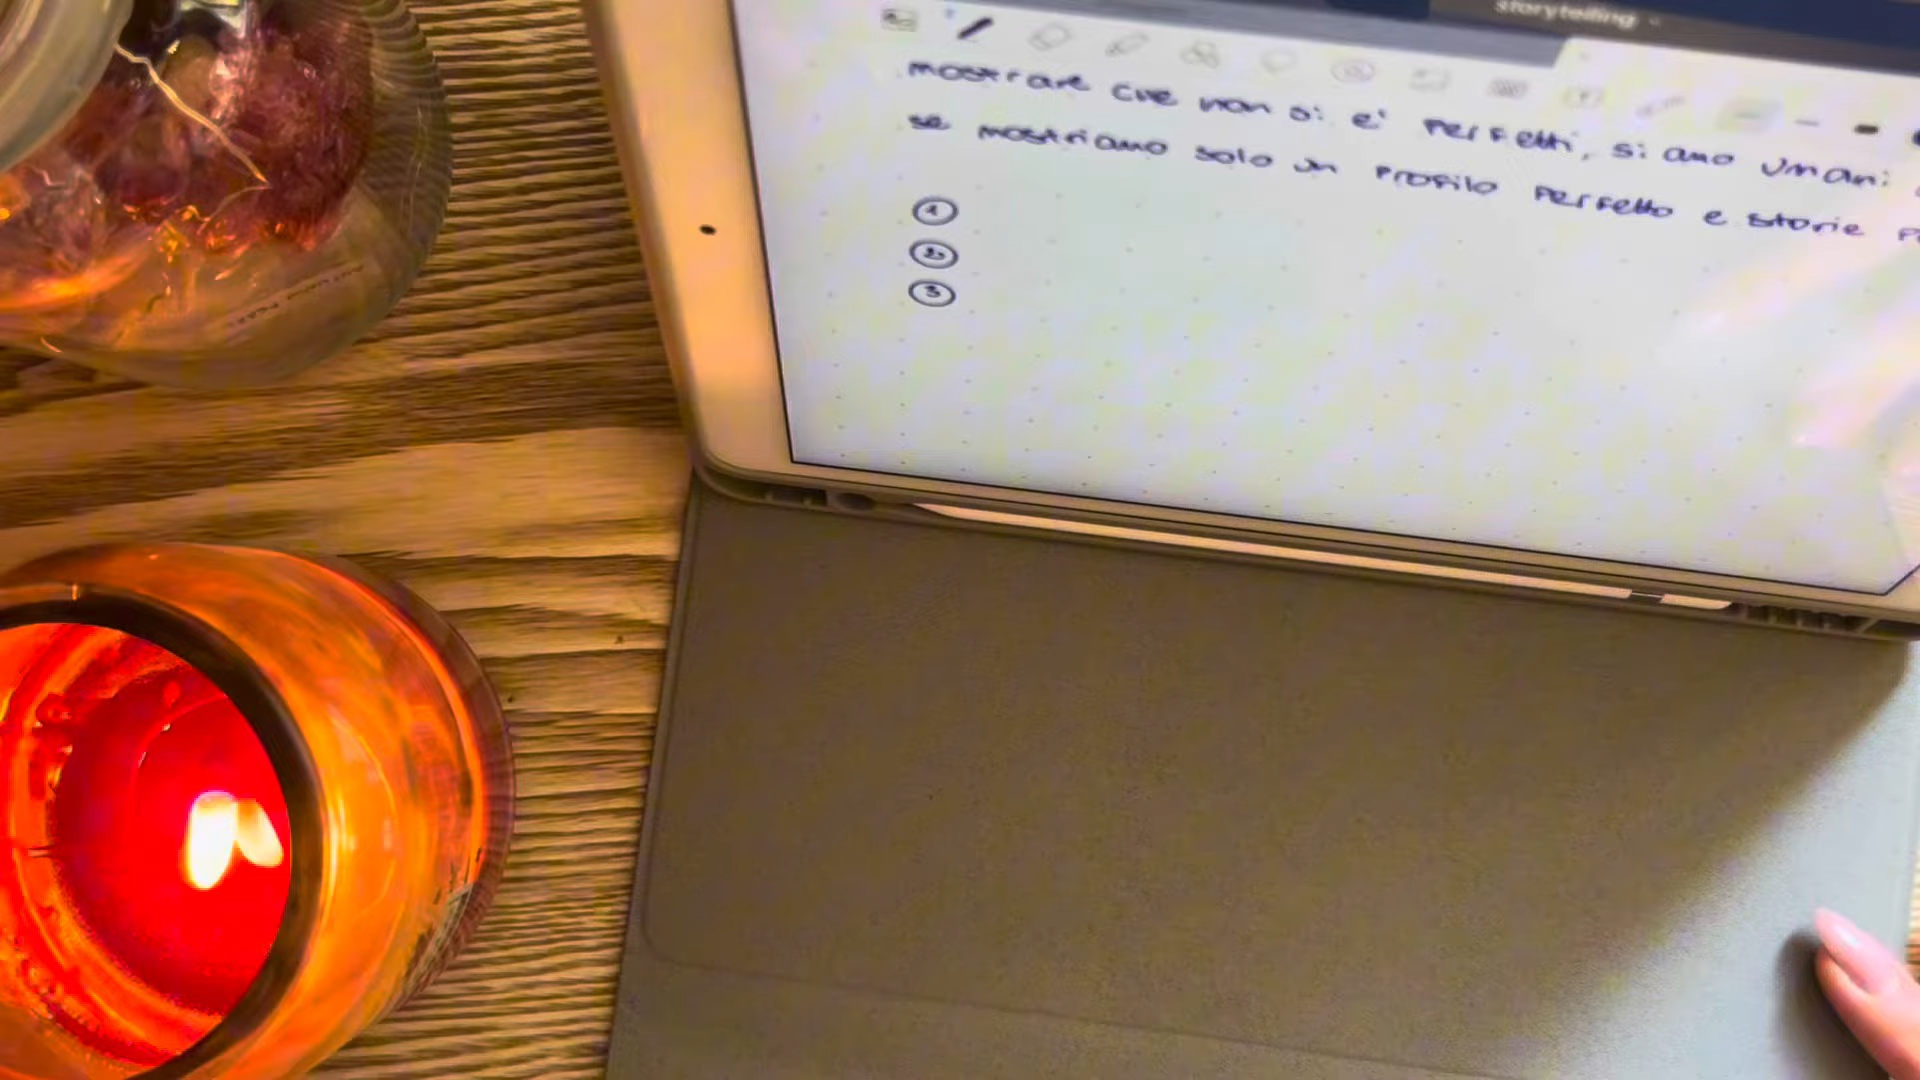 storytelling
mostrare che non si e' perfetti, siamo umani
se mostriamo solo un profilo perfetto e storie
1
2
3